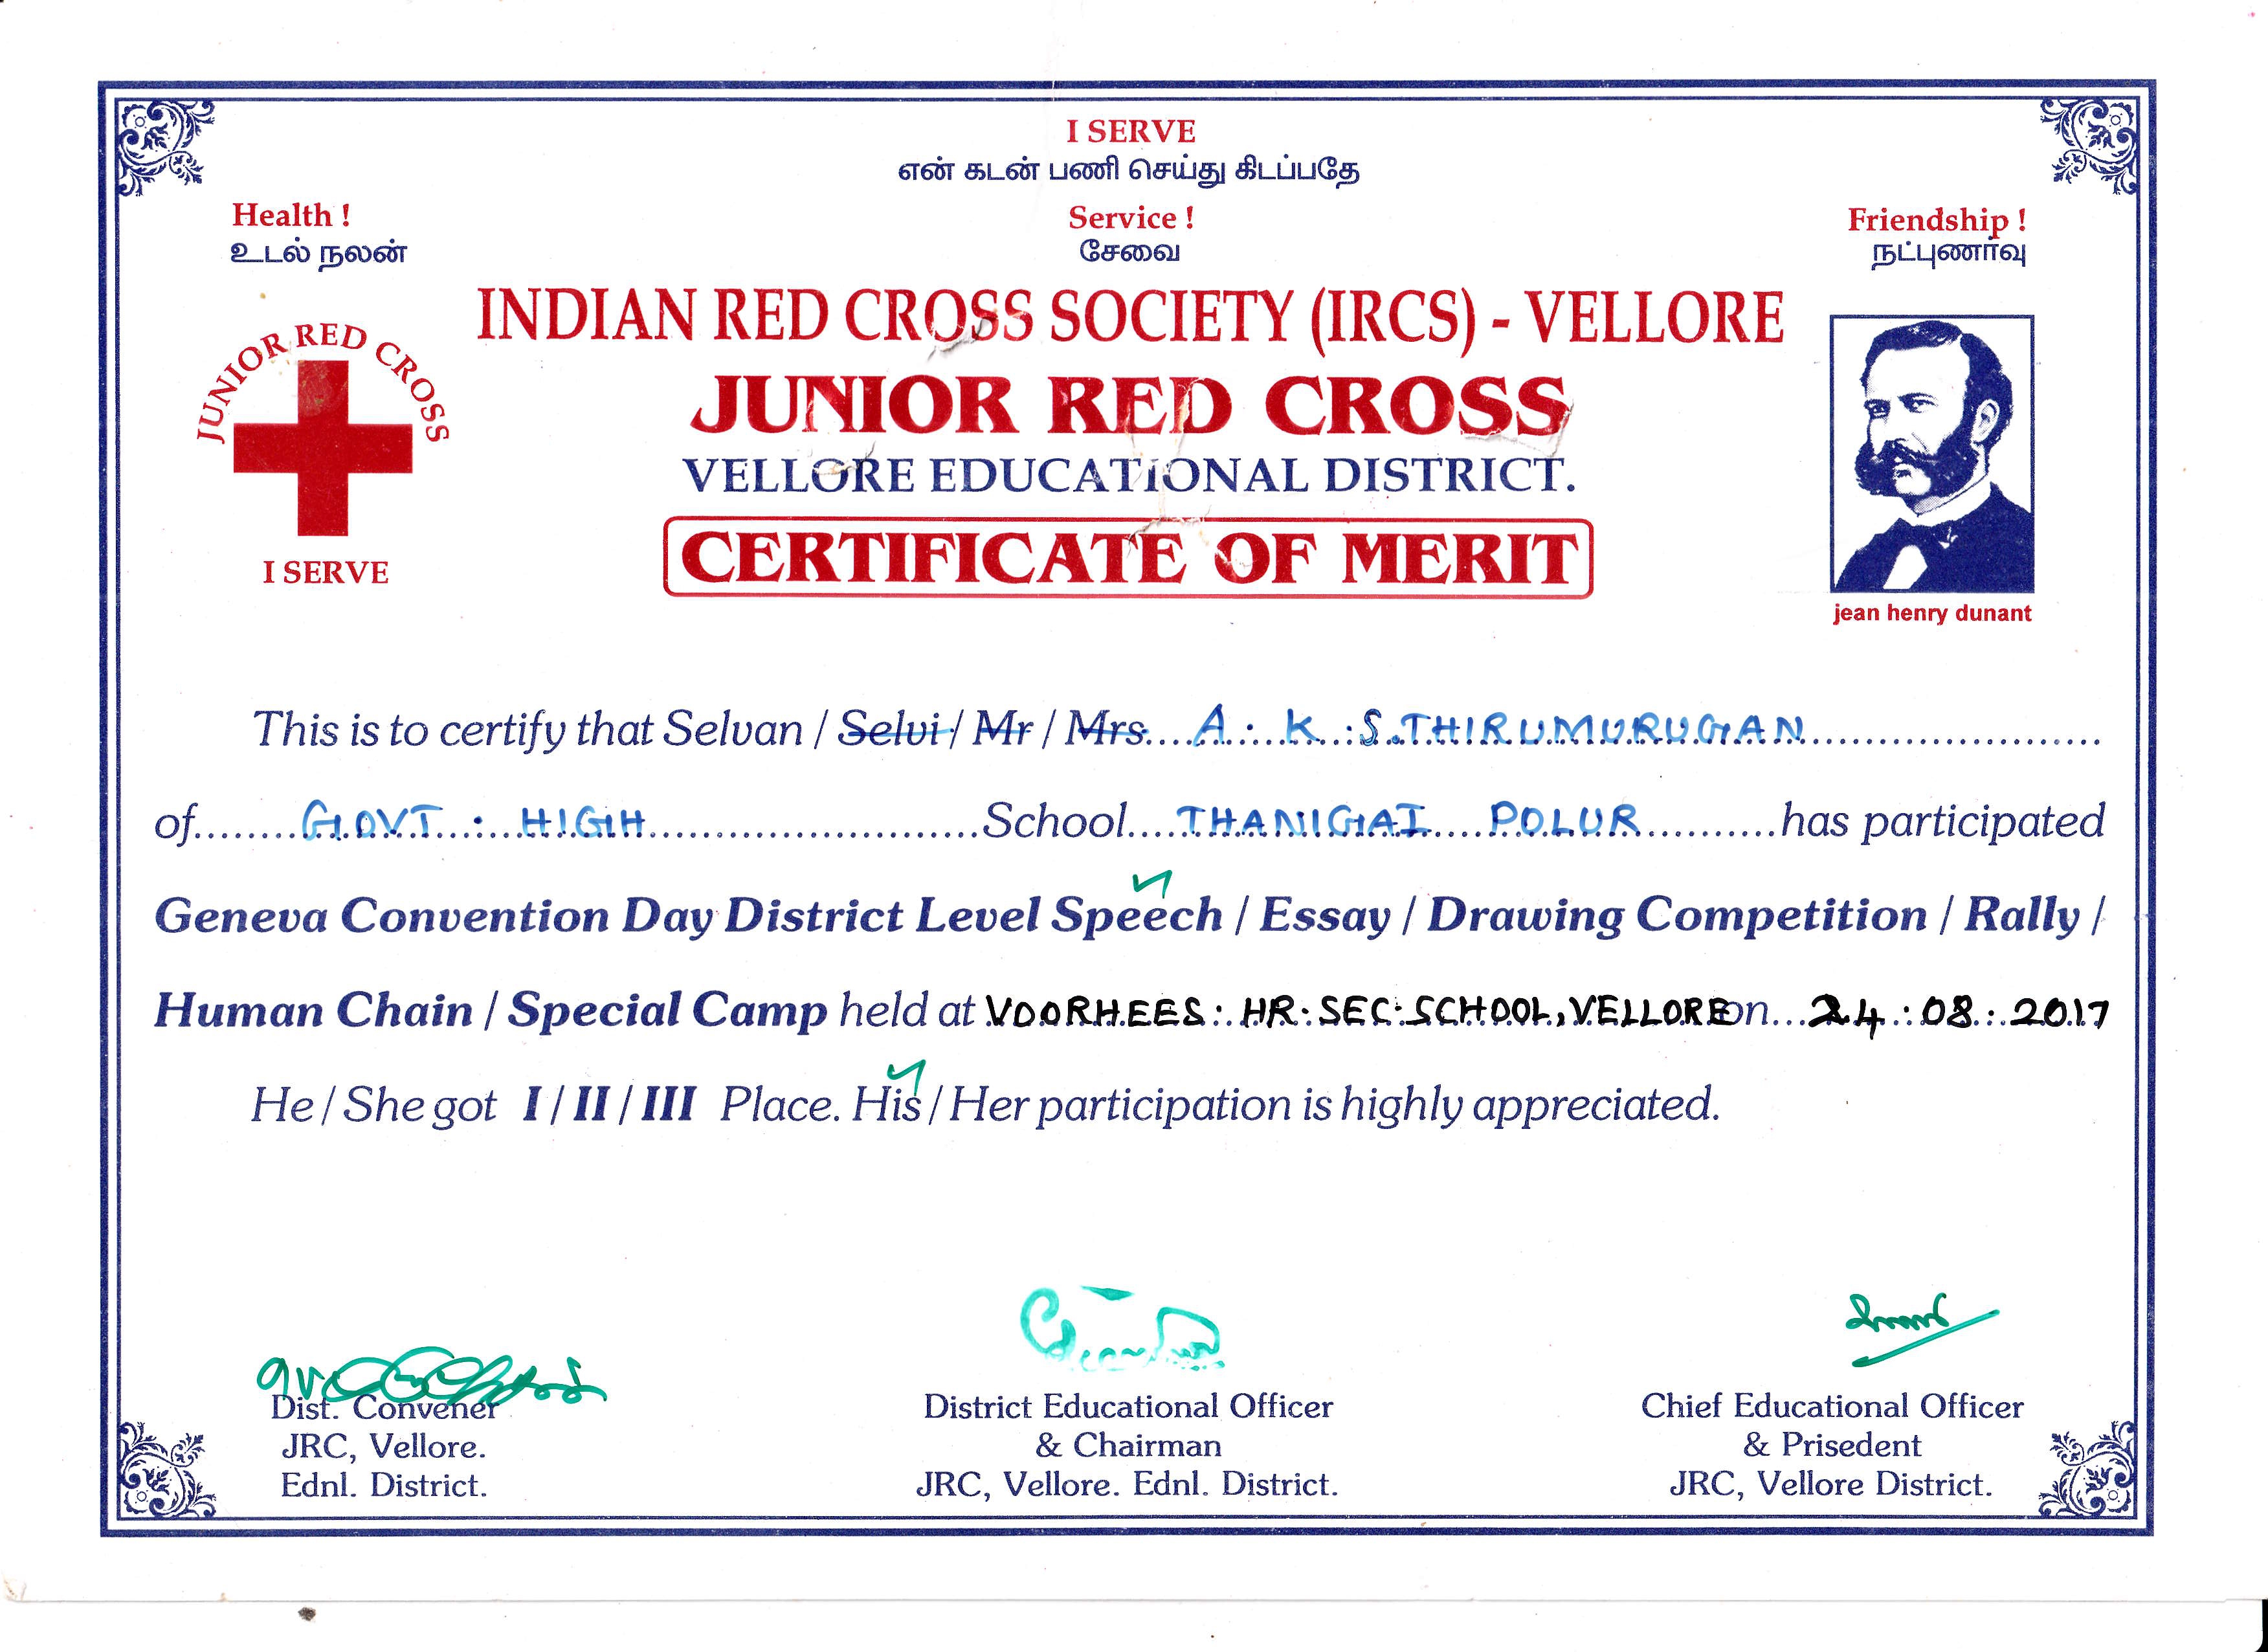 I SERVE
என் கடன் பணி செய்து கிடப்பதே
Health ! Service ! Friendship !
உடல் நலன் சேவை நட்புணர்வு
INDIAN RED CROSS SOCIETY (IRCS) - VELLORE
JUNIOR RED CROSS
JUNIOR RED CROSS
VELLORE EDUCATIONAL DISTRICT.
CERTIFICATE OF MERIT
I SERVE
jean henry dunant
This is to certify that Selvan / Selvi / Mr / Mrs. A. K. S. THIRUMURUGAN
of GOVT. HIGH School THANIGAI POLUR has participated
Geneva Convention Day District Level Speech / Essay / Drawing Competition / Rally /
Human Chain / Special Camp held at VOORHEES. HR. SEC. SCHOOL, VELLORE on 24.08.2017
He / She got I / II / III Place. His / Her participation is highly appreciated.
Dist. Convener District Educational Officer Chief Educational Officer
JRC, Vellore. & Chairman & Prisedent
Ednl. District. JRC, Vellore. Ednl. District. JRC, Vellore District.